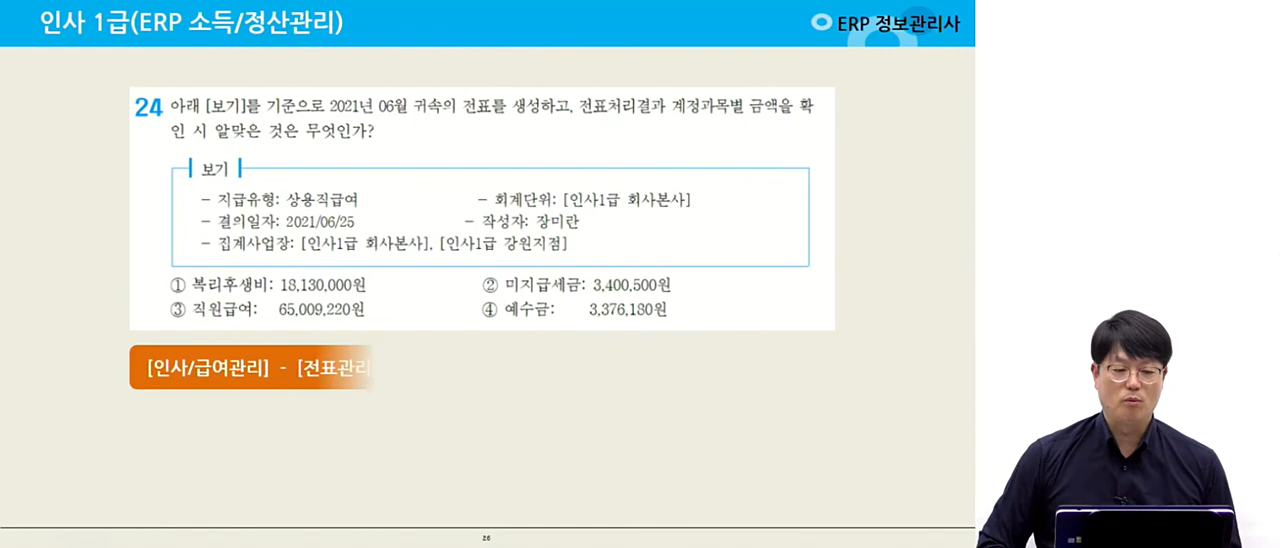 인사 1급(ERP 소득/정산관리)
ERP 정보관리사
24 아래 [보기]를 기준으로 2021년 06월 귀속의 전표를 생성하고, 전표처리결과 계정과목별 금액을 확
인 시 알맞은 것은 무엇인가?
보기
- 지급유형: 상용직급여 - 회계단위: [인사1급 회사본사]
- 결의일자: 2021/06/25 - 작성자: 장미란
- 집계사업장: [인사1급 회사본사], [인사1급 강원지점]
① 복리후생비: 18,130,000원 ② 미지급세금: 3,400,500원
③ 직원급여: 65,009,220원 ④ 예수금: 3,376,180원
[인사/급여관리] - [전표관리
26